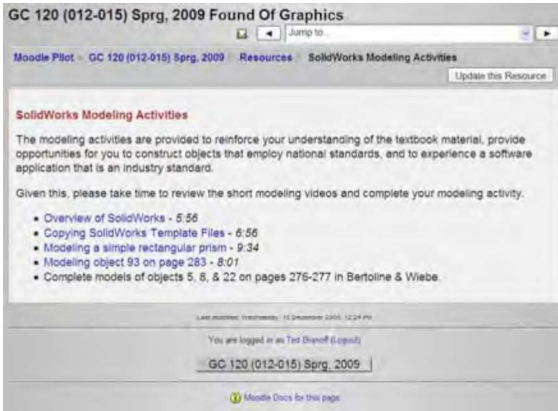 GC 120 (012-015) Sprg, 2009 Found Of Graphics
Jump to...
Moodle Pilot GC 120 (012-015) Sprg, 2009 Resources SolidWorks Modeling Activities
Update this Resource
SolidWorks Modeling Activities
The modeling activities are provided to reinforce your understanding of the textbook material, provide
opportunities for you to construct objects that employ national standards, and to experience a software
application that is an industry standard.
Given this, please take time to review the short modeling videos and complete your modeling activity.
• Overview of SolidWorks - 5:56
• Copying SolidWorks Template Files - 6:56
• Modeling a simple rectangular prism - 9:34
• Modeling object 93 on page 283 - 8:01
• Complete models of objects 5, 8, & 22 on pages 276-277 in Bertoline & Wiebe.
Last modified: Wednesday, December 12:24 PM
You are logged in as Ted Branoff (Logout)
GC 120 (012-015) Sprg, 2009
Moodle Docs for this page